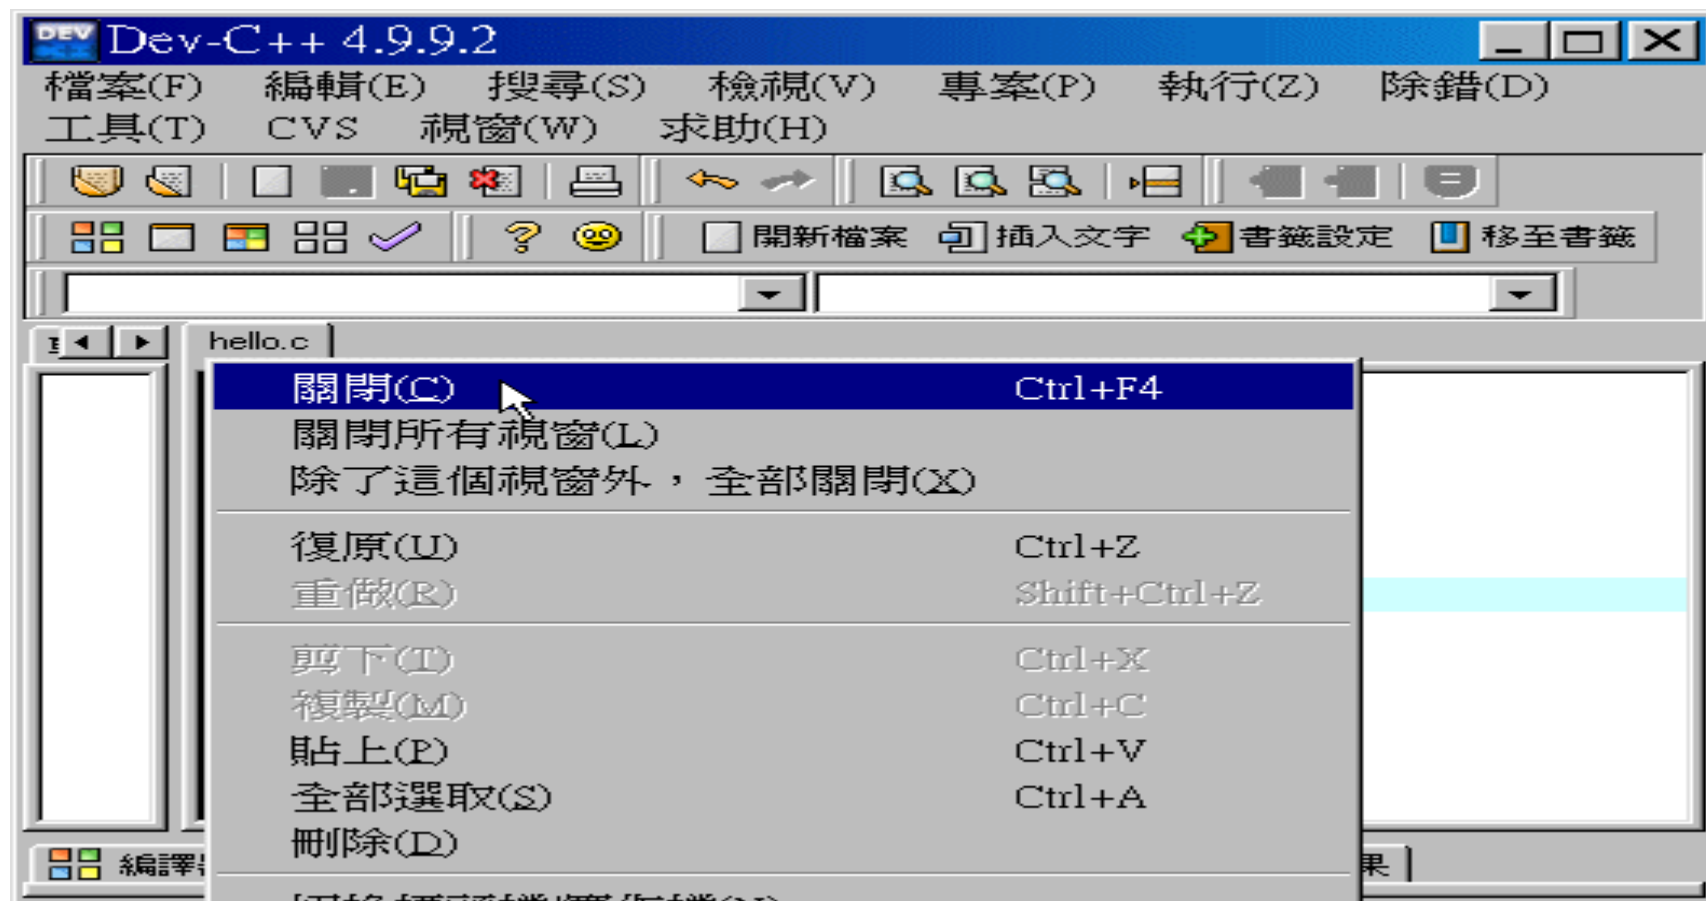 DEV Dev-C++ 4.9.9.2
檔案(F) 編輯(E) 搜尋(S) 檢視(V) 專案(P) 執行(Z) 除錯(D)
工具(T) CVS 視窗(W) 求助(H)
開新檔案 插入文字 書籤設定 移至書籤
hello.c
關閉(C) Ctrl+F4
關閉所有視窗(L)
除了這個視窗外，全部關閉(X)
復原(U) Ctrl+Z
重做(R) Shift+Ctrl+Z
剪下(T) Ctrl+X
複製(M) Ctrl+C
貼上(P) Ctrl+V
全部選取(S) Ctrl+A
刪除(D)
編譯 果